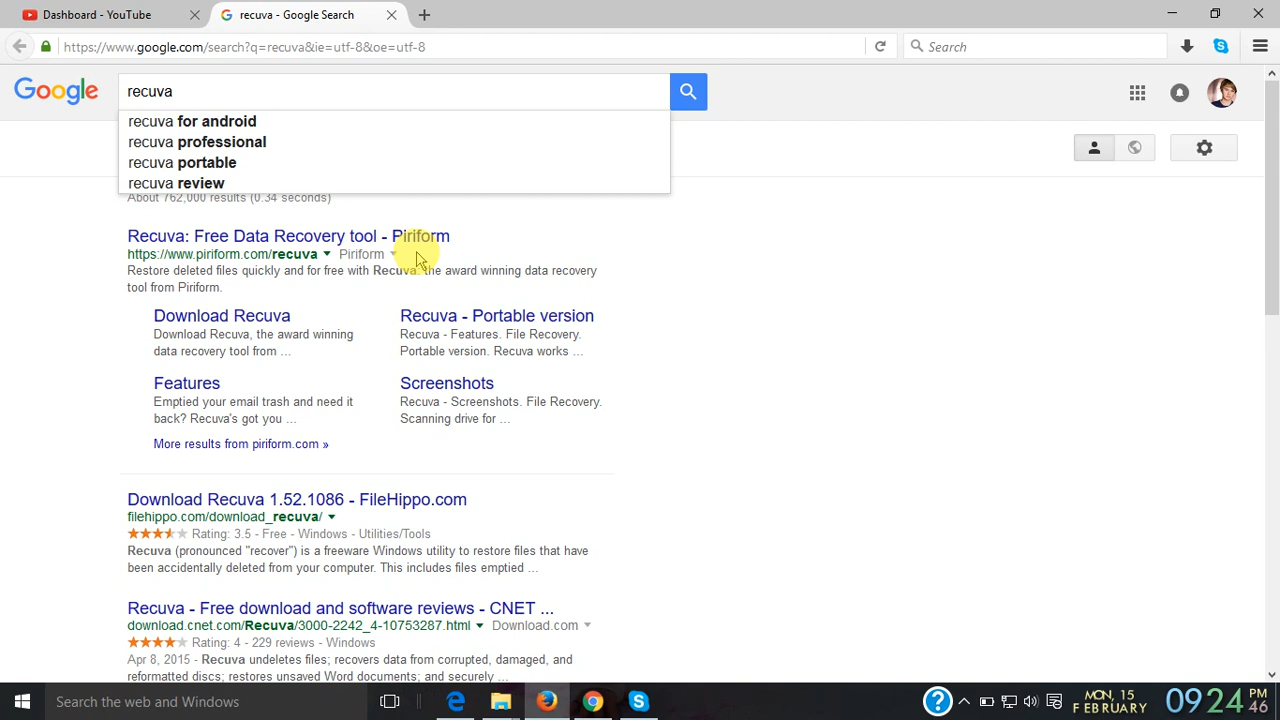 Dashboard - YouTube
recuva - Google Search
https://www.google.com/search?q=recuva&ie=utf-8&oe=utf-8
Search
Google
recuva
recuva for android
recuva professional
recuva portable
recuva review
About 762,000 results (0.34 seconds)
Recuva: Free Data Recovery tool - Piriform
https://www.piriform.com/recuva Piriform
Restore deleted files quickly and for free with Recuva, the award winning data recovery
tool from Piriform.
Download Recuva
Download Recuva, the award winning
data recovery tool from ...
Recuva - Portable version
Recuva - Features. File Recovery.
Portable version. Recuva works ...
Features
Emptied your email trash and need it
back? Recuva's got you ...
Screenshots
Recuva - Screenshots. File Recovery.
Scanning drive for ...
More results from piriform.com »
Download Recuva 1.52.1086 - FileHippo.com
filehippo.com/download_recuva/
Rating: 3.5 - Free - Windows - Utilities/Tools
Recuva (pronounced "recover") is a freeware Windows utility to restore files that have
been accidentally deleted from your computer. This includes files emptied ...
Recuva - Free download and software reviews - CNET ...
download.cnet.com/Recuva/3000-2242_4-10753287.html Download.com
Rating: 4 - 229 reviews - Windows
Apr 8, 2015 - Recuva undeletes files; recovers data from corrupted, damaged, and
reformatted discs; restores unsaved Word documents; and securely ...
Search the web and Windows
MON, 15
FEBRUARY
09:24 PM
46